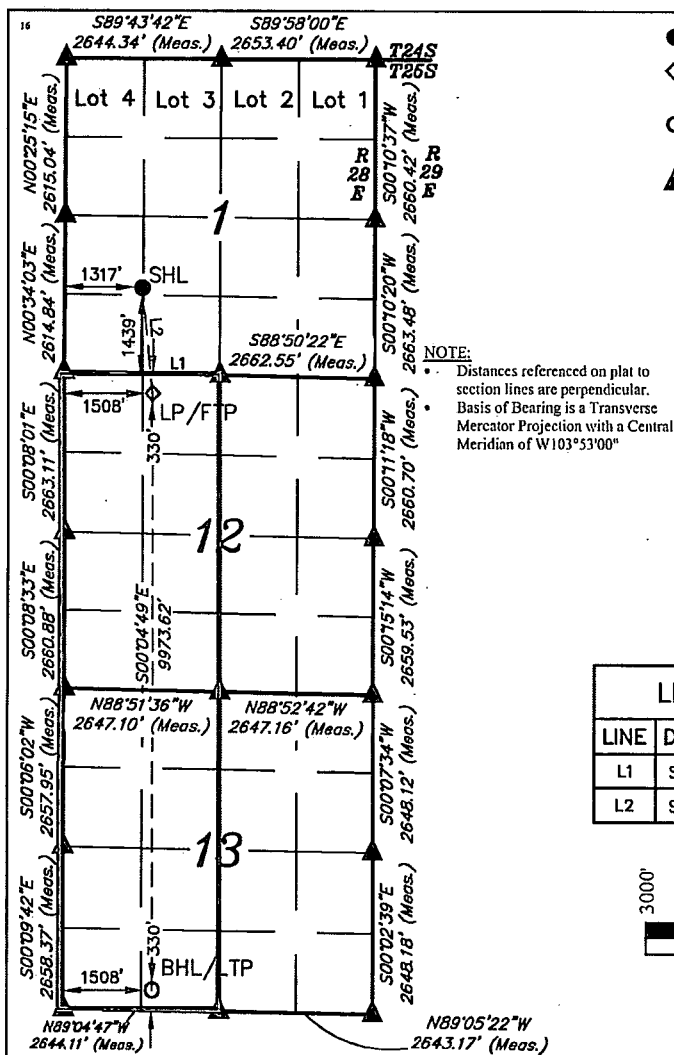 16
S89°43'42"E
2644.34' (Meas.)
S89°58'00"E
2653.40' (Meas.)
T24S
T25S
Lot 4
Lot 3
Lot 2
Lot 1
N00°25'15"E
2615.04' (Meas.)
S00°10'37"W
2660.42' (Meas.)
R
28
E
R
29
E
1
N00°34'03"E
2614.84' (Meas.)
1317'
SHL
1439'
L2
L1
S00°10'20"W
2663.48' (Meas.)
S88°50'22"E
2662.55' (Meas.)
NOTE:
• Distances referenced on plat to
section lines are perpendicular.
• Basis of Bearing is a Transverse
Mercator Projection with a Central
Meridian of W103°53'00"
1508'
LP/FTP
330'
S00°08'01"E
2663.11' (Meas.)
S00°11'18"W
2660.70' (Meas.)
12
S00°08'33"E
2660.88' (Meas.)
S00°04'49"E
9973.62'
S00°15'14"W
2659.53' (Meas.)
N88°51'36"W
2647.10' (Meas.)
N88°52'42"W
2647.16' (Meas.)
LINE
L1
L2
S00°06'02"W
2657.95' (Meas.)
S00°07'34"W
2648.12' (Meas.)
13
S00°09'42"E
2658.37' (Meas.)
S00°02'39"E
2648.18' (Meas.)
3000'
330'
1508'
BHL/LTP
N89°04'47"W
2644.11' (Meas.)
N89°05'22"W
2643.17' (Meas.)